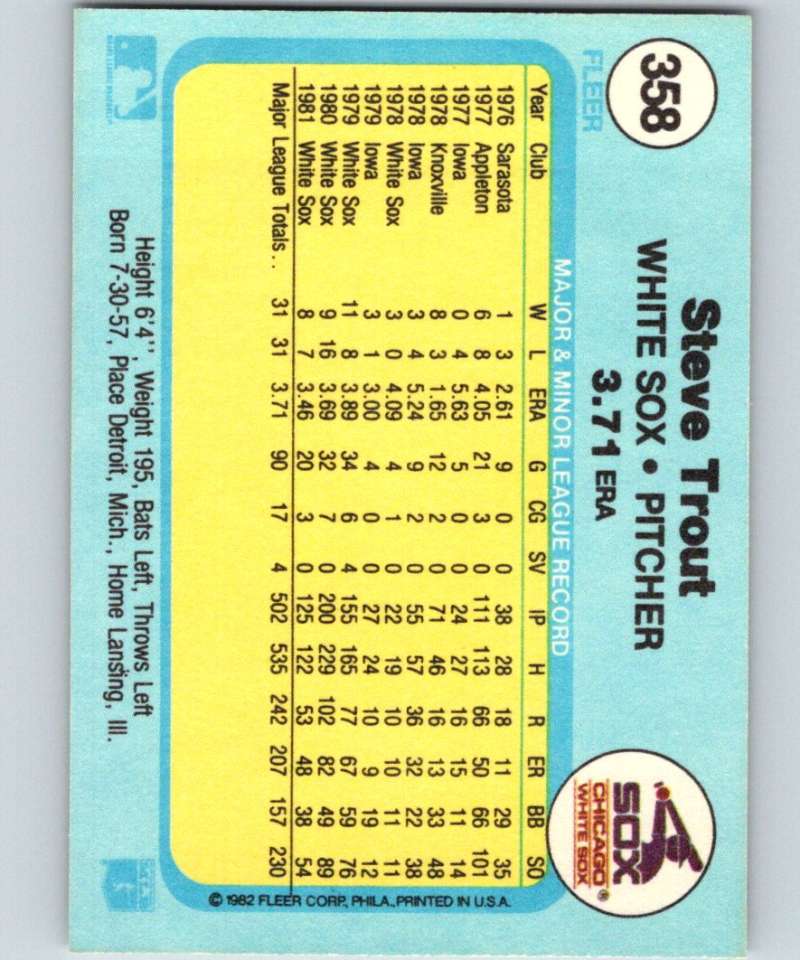 358
FLEER
Steve Trout
WHITE SOX • PITCHER
3.71 ERA
SOX
CHICAGO
WHITE SOX
®
MAJOR & MINOR LEAGUE RECORD
Year Club W L ERA G CG SV IP H R ER BB SO
1976 Sarasota 1 3 2.61 9 0 0 38 28 18 11 29 35
1977 Appleton 6 8 4.05 21 3 0 111 113 66 50 66 101
1977 Iowa 0 4 5.63 5 0 0 24 27 16 15 11 14
1978 Knoxville 8 3 1.65 12 2 0 71 46 16 13 33 48
1978 Iowa 3 4 5.24 9 2 0 55 57 36 32 22 38
1978 White Sox 3 0 4.09 4 1 0 22 19 10 10 11 11
1979 Iowa 3 1 3.00 4 0 0 27 24 10 9 19 12
1979 White Sox 11 8 3.89 34 6 4 155 165 77 67 59 76
1980 White Sox 9 16 3.69 32 7 0 200 229 102 82 49 89
1981 White Sox 8 7 3.46 20 3 0 125 122 53 48 38 54
Major League Totals.. 31 31 3.71 90 17 4 502 535 242 207 157 230
© 1982 FLEER CORP., PHILA., PRINTED IN U.S.A.
Height 6'4'', Weight 195, Bats Left, Throws Left
Born 7-30-57, Place Detroit, Mich., Home Lansing, Ill.